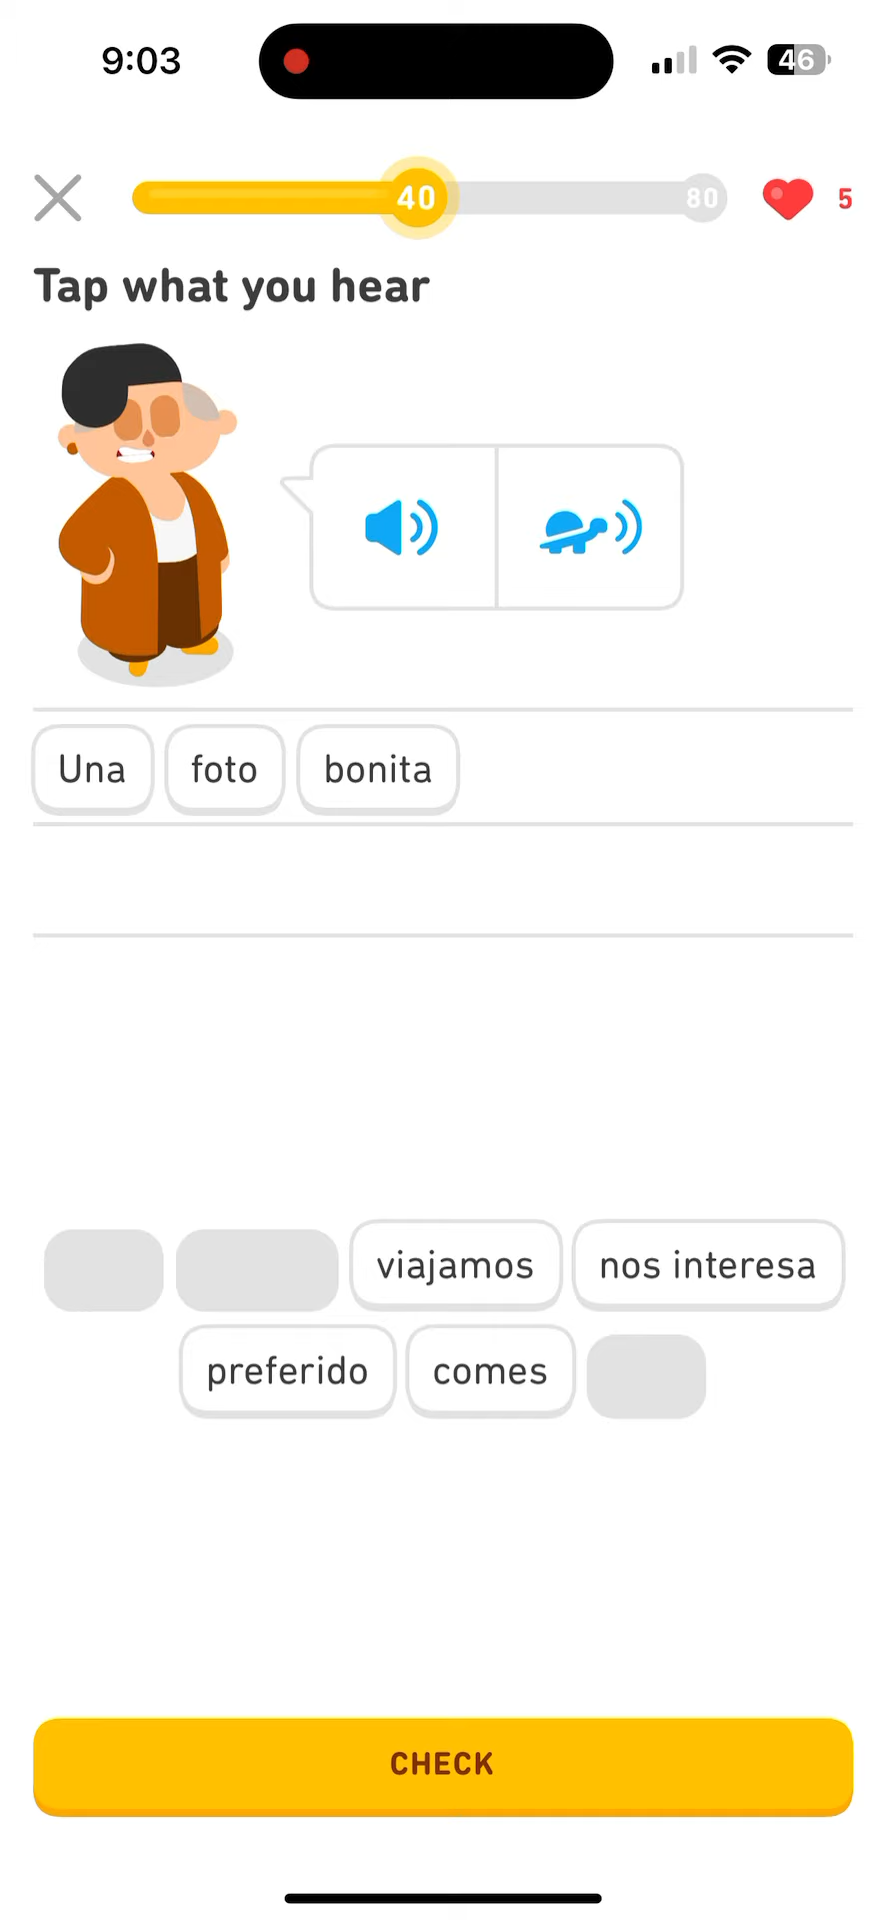 9:03
46
40
80
5
Tap what you hear
Una foto bonita
viajamos nos interesa
preferido comes
CHECK